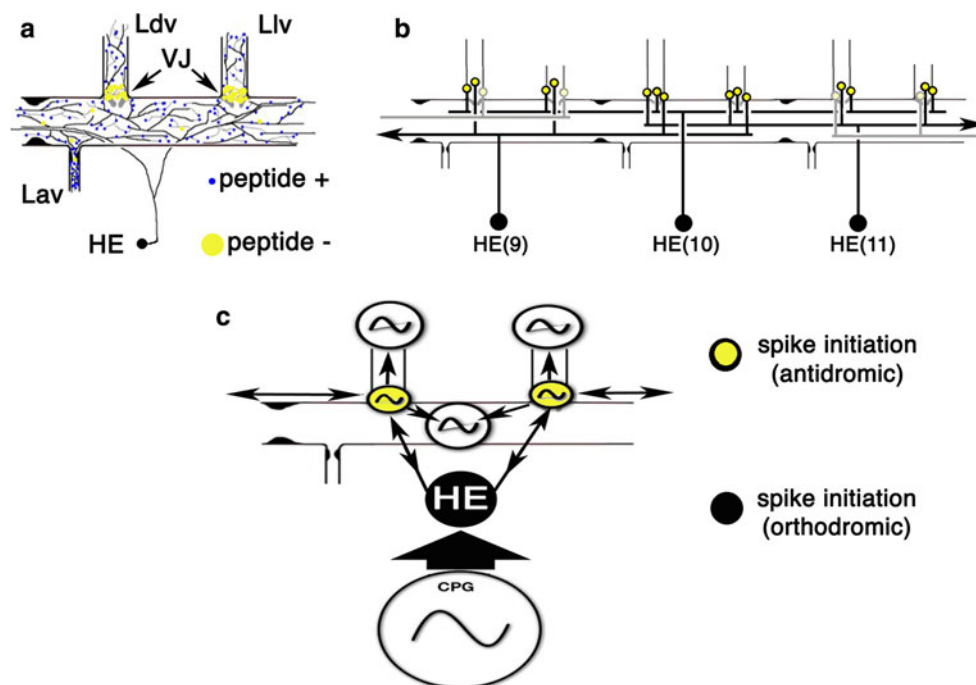 a
Ldv
Llv
VJ
Lav
HE
peptide +
peptide -
b
HE(9)
HE(10)
HE(11)
c
HE
CPG
spike initiation
(antidromic)
spike initiation
(orthodromic)